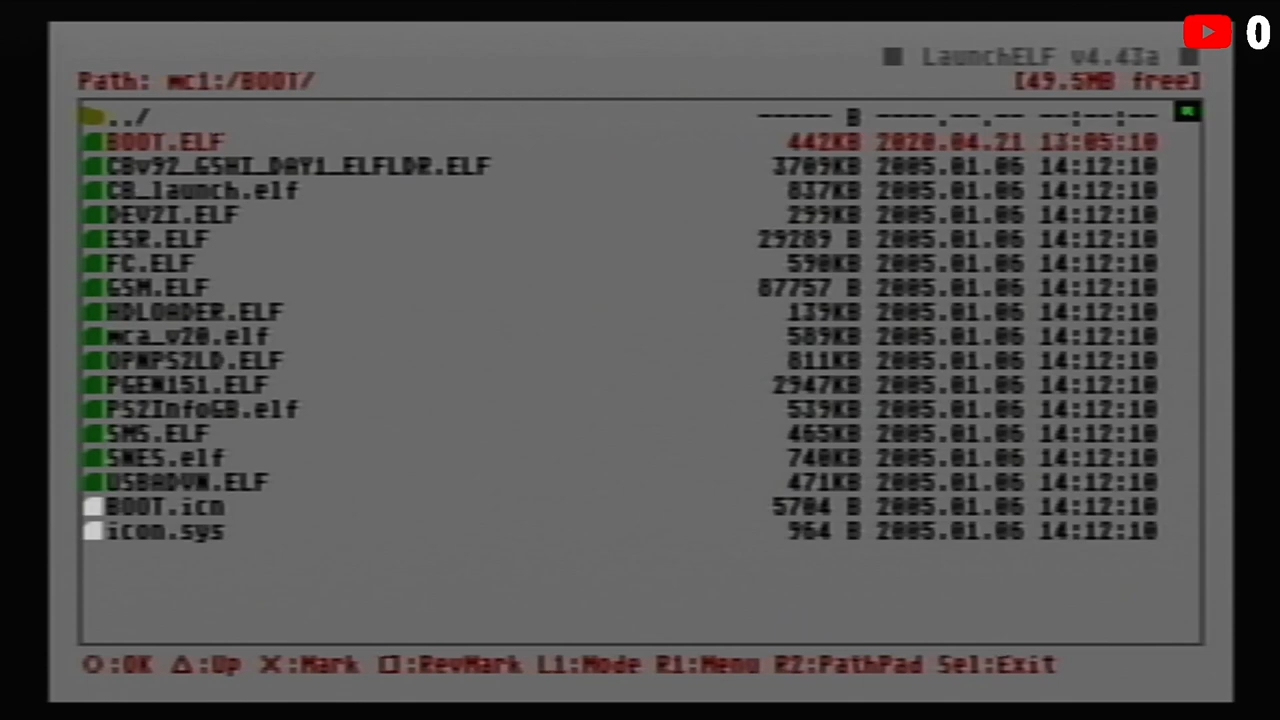 0
LaunchELF v4.43a
Path: mc1:/BOOT/ [49.5MB free]
../ ----- B ----.--.-- --:--:--
BOOT.ELF 442KB 2020.04.21 13:05:10
CBv92_GSHI_DAY1_ELFLDR.ELF 3709KB 2005.01.06 14:12:10
CB_launch.elf 837KB 2005.01.06 14:12:10
DEV2I.ELF 299KB 2005.01.06 14:12:10
ESR.ELF 29289 B 2005.01.06 14:12:10
FC.ELF 590KB 2005.01.06 14:12:10
GSM.ELF 87757 B 2005.01.06 14:12:10
HDLOADER.ELF 139KB 2005.01.06 14:12:10
mca_v20.elf 589KB 2005.01.06 14:12:10
OPNPS2LD.ELF 811KB 2005.01.06 14:12:10
PGEN151.ELF 2947KB 2005.01.06 14:12:10
PS2InfoGB.elf 539KB 2005.01.06 14:12:10
SMS.ELF 465KB 2005.01.06 14:12:10
SNES.elf 740KB 2005.01.06 14:12:10
USBADVN.ELF 471KB 2005.01.06 14:12:10
BOOT.icn 5704 B 2005.01.06 14:12:10
icon.sys 964 B 2005.01.06 14:12:10
○:OK △:Up ✕:Mark □:RevMark L1:Mode R1:Menu R2:PathPad Sel:Exit